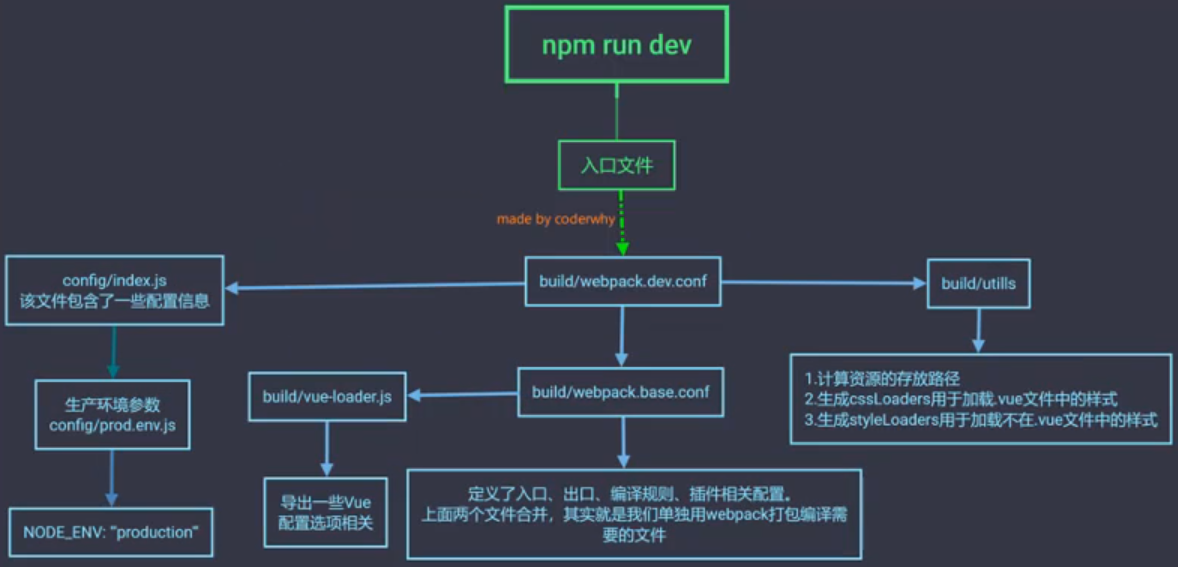 npm run dev
入口文件
made by coderwhy
config/index.js
该文件包含了一些配置信息
build/webpack.dev.conf
build/utills
生产环境参数
config/prod.env.js
build/vue-loader.js
build/webpack.base.conf
1.计算资源的存放路径
2.生成cssLoaders用于加载.vue文件中的样式
3.生成styleLoaders用于加载不在.vue文件中的样式
NODE_ENV: "production"
导出一些Vue
配置选项相关
定义了入口、出口、编译规则、插件相关配置。
上面两个文件合并，其实就是我们单独用webpack打包编译需
要的文件